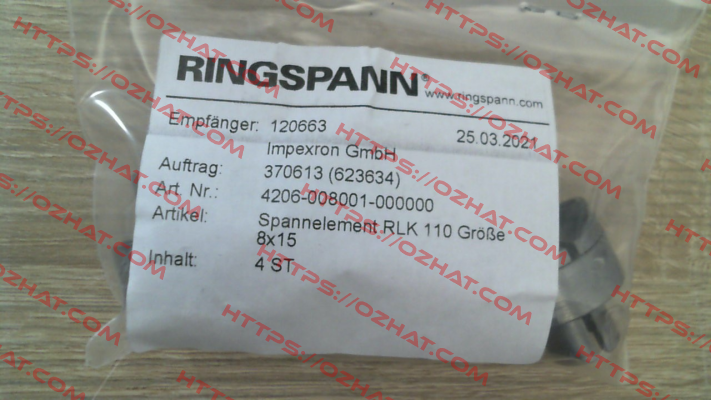 RINGSPANN®
www.ringspann.com
Empfänger: 120663 25.03.2021
Impexron GmbH
Auftrag: 370613 (623634)
Art. Nr.: 4206-008001-000000
Artikel: Spannelement RLK 110 Größe
8x15
Inhalt: 4 ST
HTTPS://OZHAT.COM